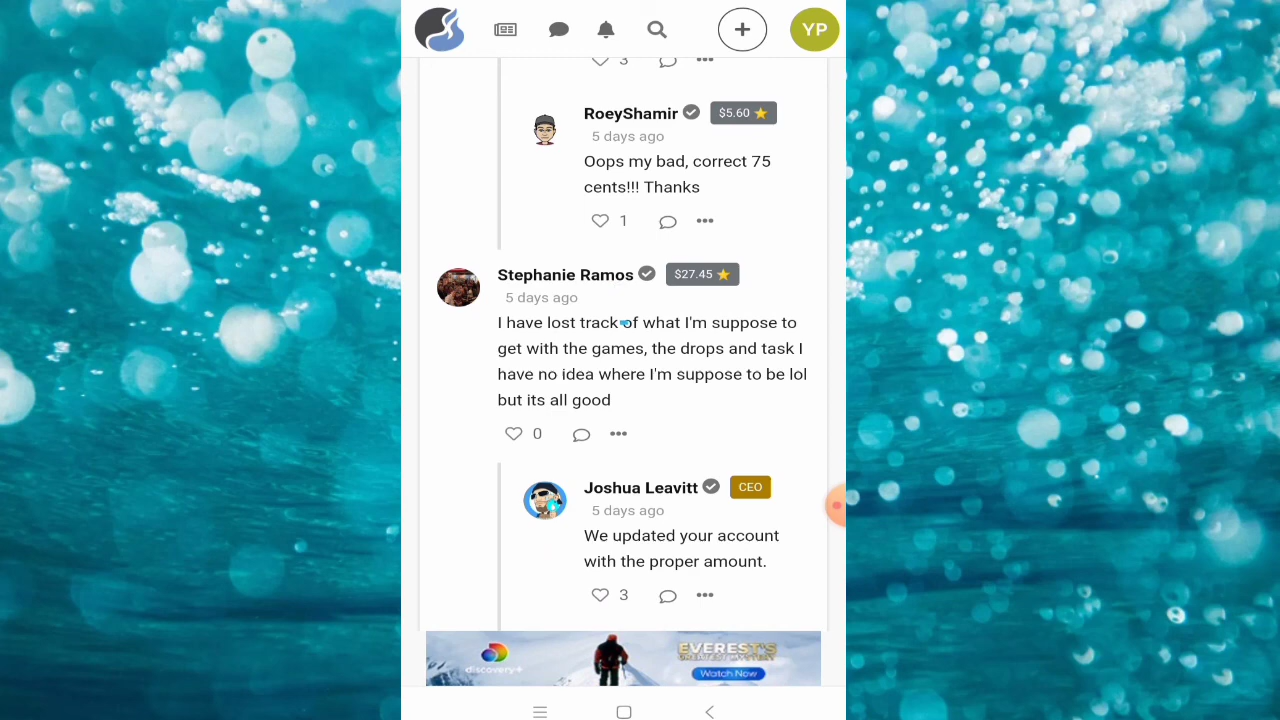 YP
3
RoeyShamir $5.60
5 days ago
Oops my bad, correct 75
cents!!! Thanks
1
Stephanie Ramos $27.45
5 days ago
I have lost track of what I'm suppose to
get with the games, the drops and task I
have no idea where I'm suppose to be lol
but its all good
0
Joshua Leavitt CEO
5 days ago
We updated your account
with the proper amount.
3
discovery+
EVEREST'S
GREATEST MYSTERY
Watch Now